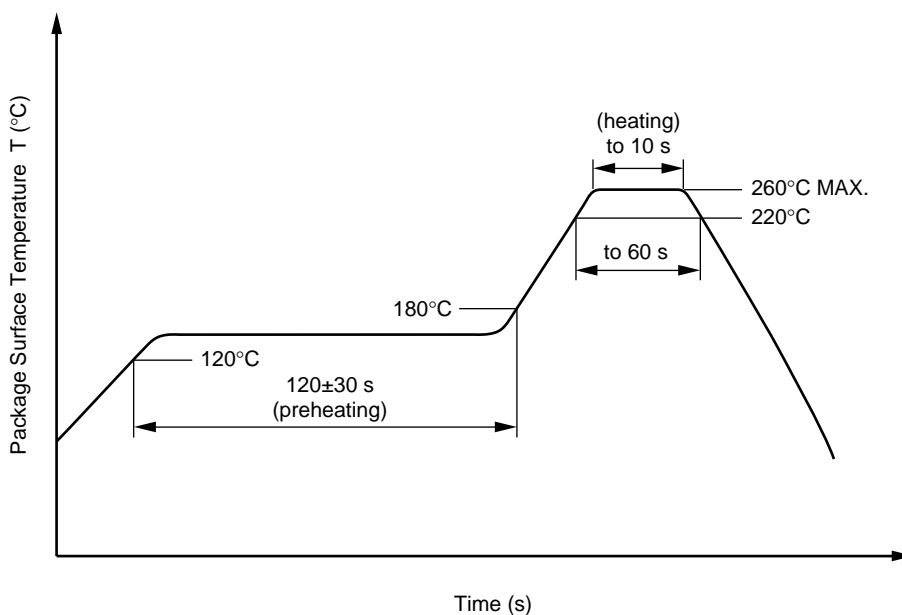 Package Surface Temperature T (°C)
(heating)
to 10 s
260°C MAX.
220°C
to 60 s
180°C
120°C
120±30 s
(preheating)
Time (s)